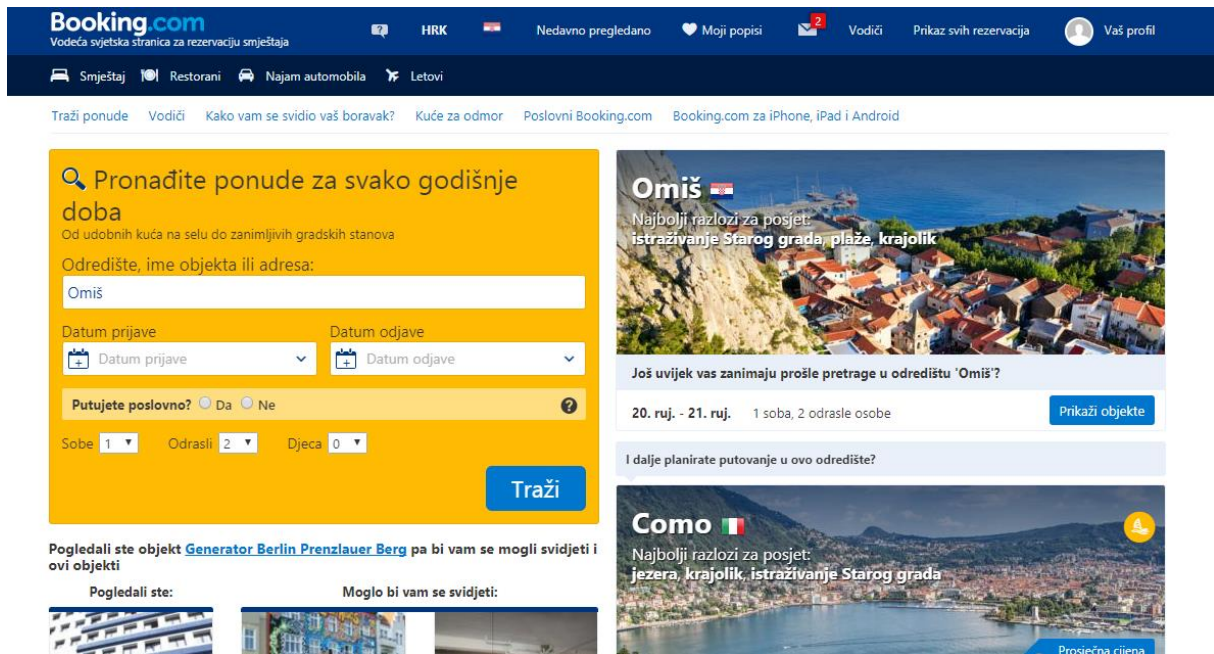 Booking.com
Vodeća svjetska stranica za rezervaciju smještaja
HRK
Nedavno pregledano
Moji popisi
2
Vodiči
Prikaz svih rezervacija
Vaš profil
Smještaj
Restorani
Najam automobila
Letovi
Traži ponude
Vodiči
Kako vam se svidio vaš boravak?
Kuće za odmor
Poslovni Booking.com
Booking.com za iPhone, iPad i Android
Pronađite ponude za svako godišnje
doba
Od udobnih kuća na selu do zanimljivih gradskih stanova
Odredište, ime objekta ili adresa:
Omiš
Datum prijave
Datum odjave
Datum prijave
Datum odjave
Putujete poslovno? Da Ne
Sobe 1 Odrasli 2 Djeca 0
Traži
Pogledali ste objekt Generator Berlin Prenzlauer Berg pa bi vam se mogli svidjeti i
ovi objekti
Pogledali ste:
Moglo bi vam se svidjeti:
Omiš
Najbolji razlozi za posjet:
istraživanje Starog grada, plaže, krajolik
Još uvijek vas zanimaju prošle pretrage u odredištu 'Omiš'?
20. ruj. - 21. ruj. 1 soba, 2 odrasle osobe
Prikaži objekte
I dalje planirate putovanje u ovo odredište?
Como
Najbolji razlozi za posjet:
jezera, krajolik, istraživanje Starog grada
Prosječna cijena